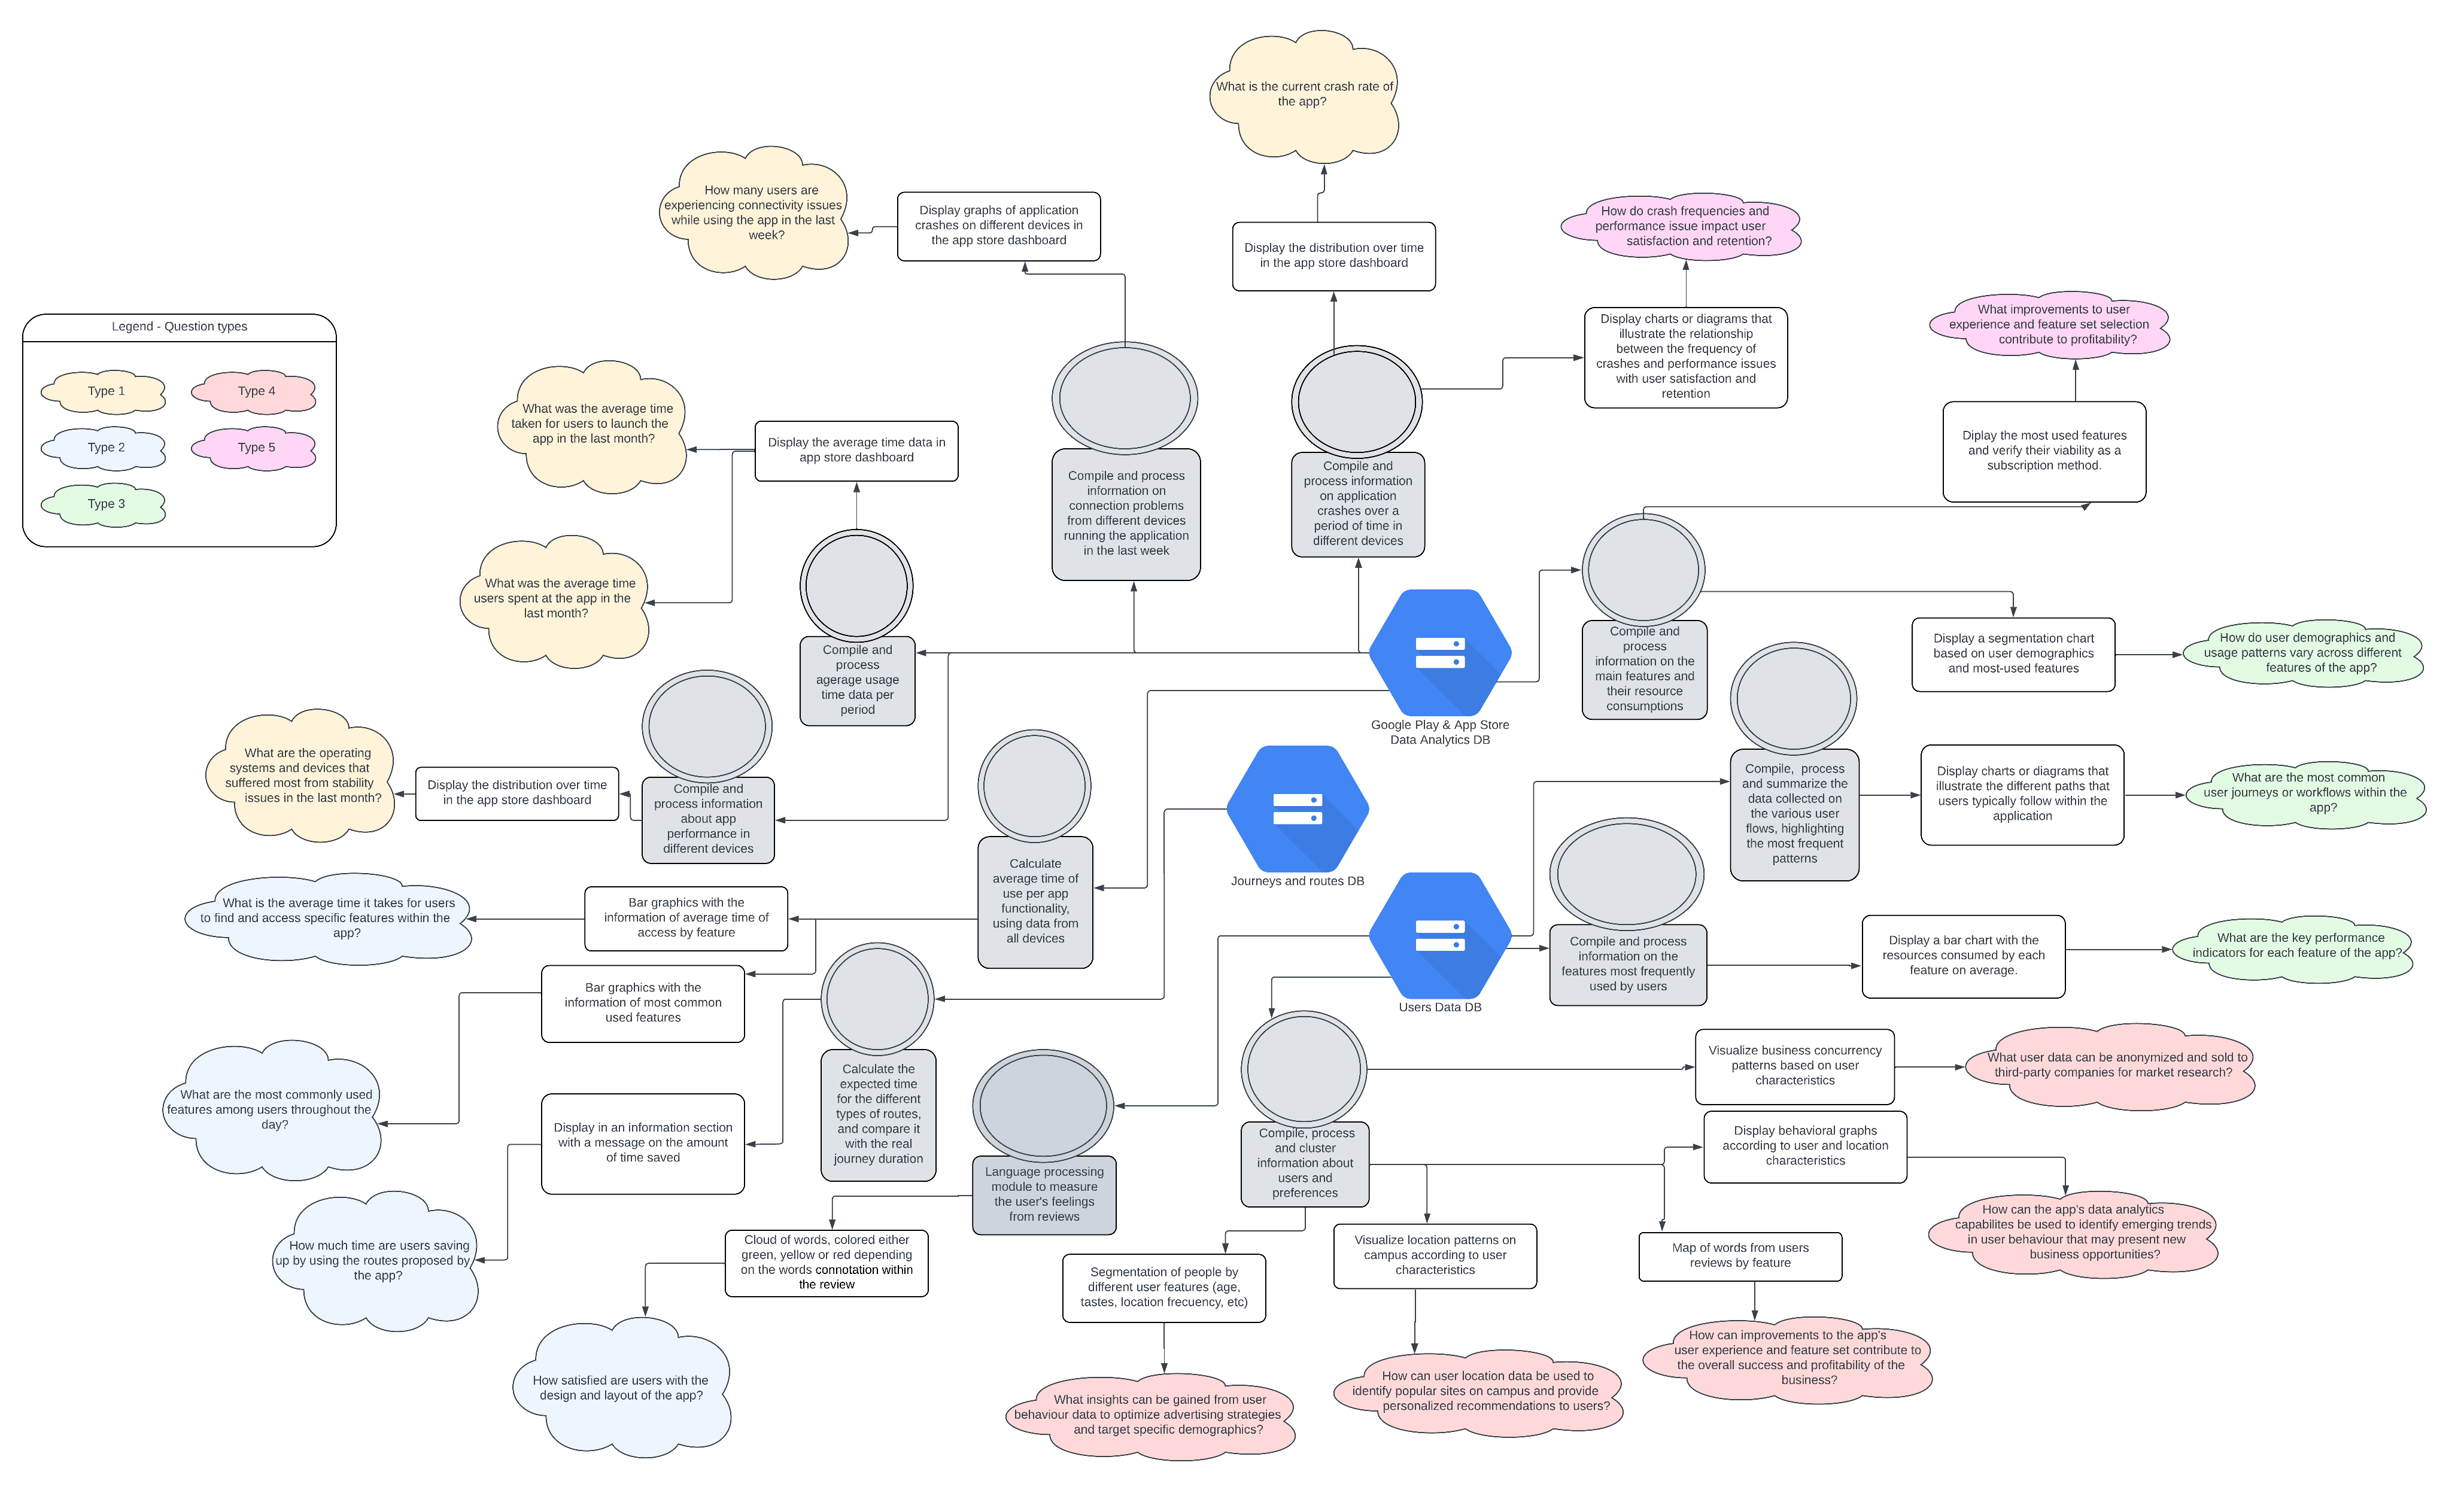 What is the current crash rate of
the app?
How many users are
experiencing connectivity issues
while using the app in the last
week?
Display graphs of application
crashes on different devices in
the app store dashboard
Display the distribution over time
in the app store dashboard
How do crash frequencies and
performance issue impact user
satisfaction and retention?
What improvements to user
experience and feature set selection
contribute to profitability?
Legend - Question types
Type 1
Type 4
Type 2
Type 5
Type 3
Display charts or diagrams that
illustrate the relationship
between the frequency of
crashes and performance issues
with user satisfaction and
retention
What was the average time
taken for users to launch the
app in the last month?
Display the average time data in
app store dashboard
Diplay the most used features
and verify their viability as a
subscription method.
Compile and process
information on
connection problems
from different devices
running the application
in the last week
Compile and
process information
on application
crashes over a
period of time in
different devices
What was the average time
users spent at the app in the
last month?
Compile and
process
agerage usage
time data per
period
Compile and
process
information on the
main features and
their resource
consumptions
Display a segmentation chart
based on user demographics
and most-used features
How do user demographics and
usage patterns vary across different
features of the app?
Google Play & App Store
Data Analytics DB
What are the operating
systems and devices that
suffered most from stability
issues in the last month?
Display the distribution over time
in the app store dashboard
Compile and
process information
about app
performance in
different devices
Compile,  process
and summarize the
data collected on
the various user
flows, highlighting
the most frequent
patterns
Display charts or diagrams that
illustrate the different paths that
users typically follow within the
application
What are the most common
user journeys or workflows within the
app?
Calculate
average time of
use per app
functionality,
using data from
all devices
Journeys and routes DB
What is the average time it takes for users
to find and access specific features within the
app?
Bar graphics with the
information of average time of
access by feature
Compile and process
information on the
features most frequently
used by users
Display a bar chart with the
resources consumed by each
feature on average.
What are the key performance
indicators for each feature of the app?
Users Data DB
Bar graphics with the
information of most common
used features
What are the most commonly used
features among users throughout the
day?
Calculate the
expected time
for the different
types of routes,
and compare it
with the real
journey duration
Visualize business concurrency
patterns based on user
characteristics
What user data can be anonymized and sold to
third-party companies for market research?
Display in an information section
with a message on the amount
of time saved
Language processing
module to measure
the user's feelings
from reviews
Compile, process
and cluster
information about
users and
preferences
Display behavioral graphs
according to user and location
characteristics
How much time are users saving
up by using the routes proposed by
the app?
Cloud of words, colored either
green, yellow or red depending
on the words connotation within
the review
Segmentation of people by
different user features (age,
tastes, location frecuency, etc)
Visualize location patterns on
campus according to user
characteristics
Map of words from users
reviews by feature
How can the app's data analytics
capabilites be used to identify emerging trends
in user behaviour that may present new
business opportunities?
How satisfied are users with the
design and layout of the app?
What insights can be gained from user
behaviour data to optimize advertising strategies
and target specific demographics?
How can user location data be used to
identify popular sites on campus and provide
personalized recommendations to users?
How can improvements to the app's
user experience and feature set contribute to
the overall success and profitability of the
business?